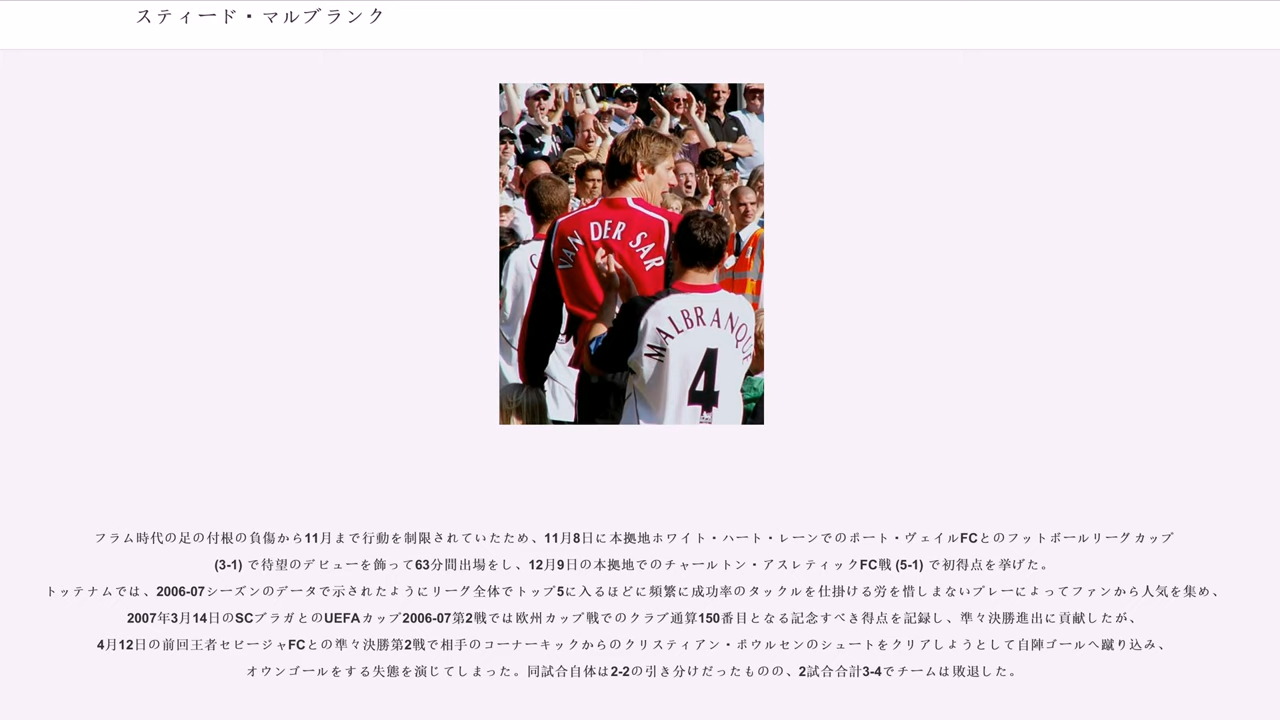 スティード・マルブランク
VAN DER SAR
MALBRANQUE
4
フラム時代の足の付根の負傷から11月まで行動を制限されていたため、11月8日に本拠地ホワイト・ハート・レーンでのポート・ヴェイルFCとのフットボールリーグカップ
(3-1) で待望のデビューを飾って63分間出場をし、12月9日の本拠地でのチャールトン・アスレティックFC戦 (5-1) で初得点を挙げた。
トッテナムでは、2006-07シーズンのデータで示されたようにリーグ全体でトップ5に入るほどに頻繁に成功率のタックルを仕掛ける労を惜しまないプレーによってファンから人気を集め、
2007年3月14日のSCブラガとのUEFAカップ2006-07第2戦では欧州カップ戦でのクラブ通算150番目となる記念すべき得点を記録し、準々決勝進出に貢献したが、
4月12日の前回王者セビージャFCとの準々決勝第2戦で相手のコーナーキックからのクリスティアン・ポウルセンのシュートをクリアしようとして自陣ゴールへ蹴り込み、
オウンゴールをする失態を演じてしまった。同試合自体は2-2の引き分けだったものの、2試合合計3-4でチームは敗退した。